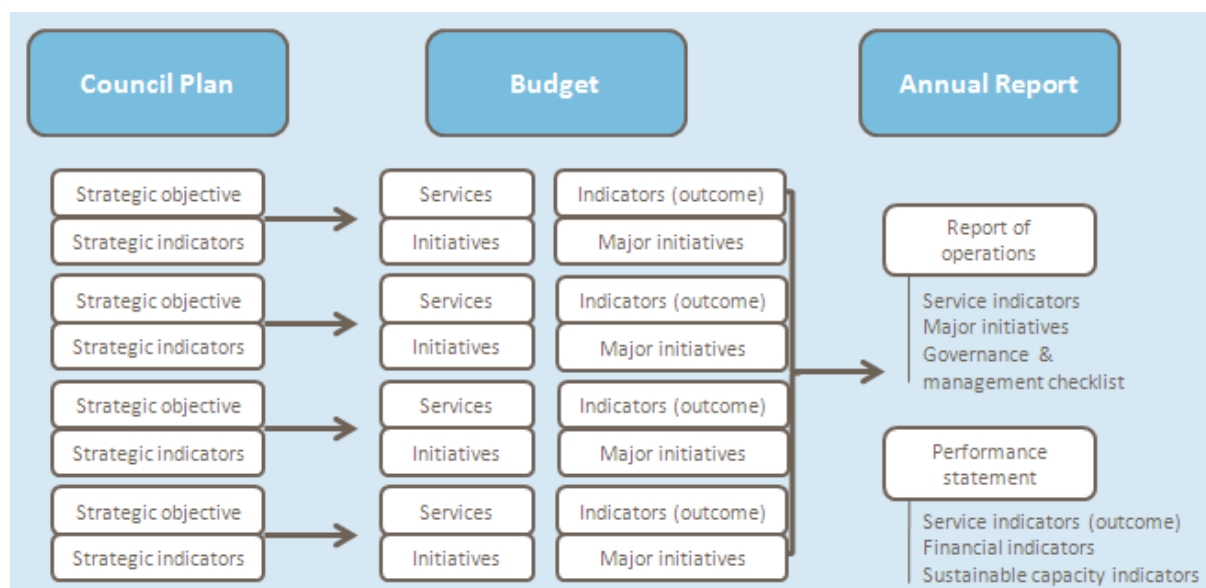 Council Plan
Budget
Annual Report
Strategic objective
Strategic indicators
Services
Initiatives
Indicators (outcome)
Major initiatives
Strategic objective
Strategic indicators
Services
Initiatives
Indicators (outcome)
Major initiatives
Strategic objective
Strategic indicators
Services
Initiatives
Indicators (outcome)
Major initiatives
Strategic objective
Strategic indicators
Services
Initiatives
Indicators (outcome)
Major initiatives
Report of
operations
Service indicators
Major initiatives
Governance &
management checklist
Performance
statement
Service indicators (outcome)
Financial indicators
Sustainable capacity indicators